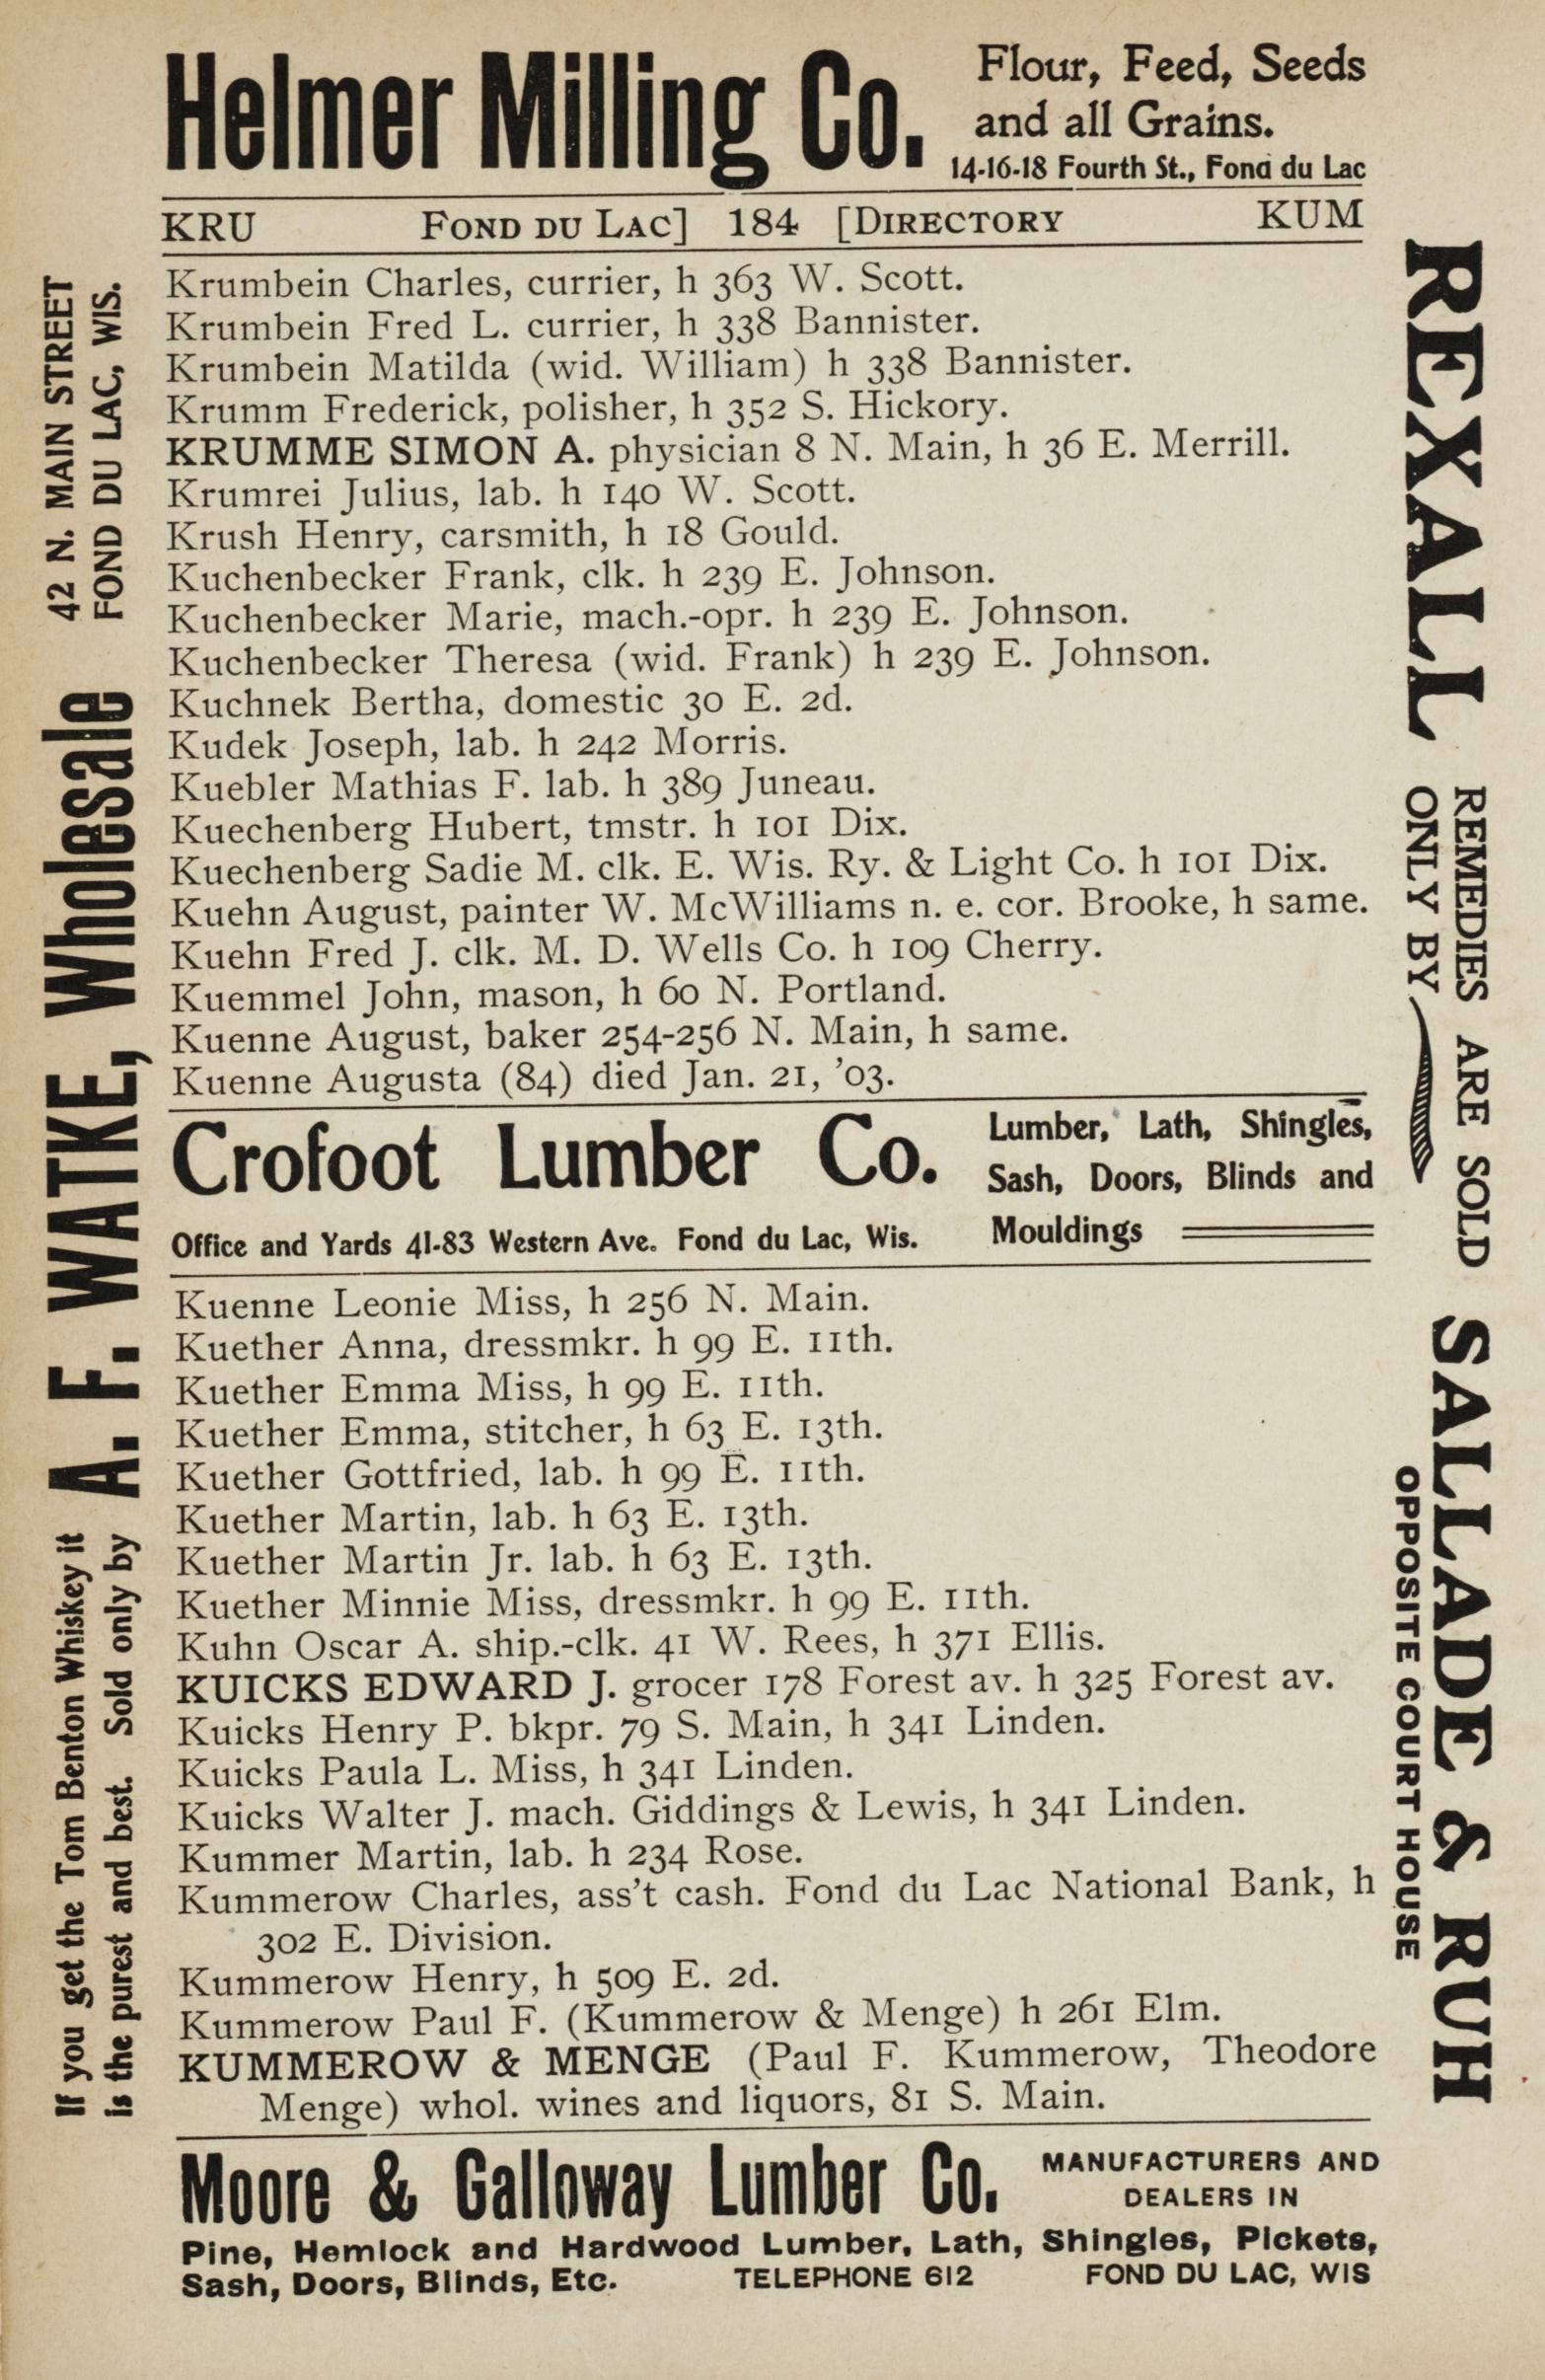 Helmer Milling Co.
Flour, Feed, Seeds
and all Grains.
14-16-18 Fourth St., Fond du Lac
KRU FOND DU LAC] 184 [DIRECTORY KUM
Krumbein Charles, currier, h 363 W. Scott.
Krumbein Fred L. currier, h 338 Bannister.
Krumbein Matilda (wid. William) h 338 Bannister.
Krumm Frederick, polisher, h 352 S. Hickory.
KRUMME SIMON A. physician 8 N. Main, h 36 E. Merrill.
Krumrei Julius, lab. h 140 W. Scott.
Krush Henry, carsmith, h 18 Gould.
Kuchenbecker Frank, clk. h 239 E. Johnson.
Kuchenbecker Marie, mach.-opr. h 239 E. Johnson.
Kuchenbecker Theresa (wid. Frank) h 239 E. Johnson.
Kuchnek Bertha, domestic 30 E. 2d.
Kudek Joseph, lab. h 242 Morris.
Kuebler Mathias F. lab. h 389 Juneau.
Kuechenberg Hubert, tmstr. h 101 Dix.
Kuechenberg Sadie M. clk. E. Wis. Ry. & Light Co. h 101 Dix.
Kuehn August, painter W. McWilliams n. e. cor. Brooke, h same.
Kuehn Fred J. clk. M. D. Wells Co. h 109 Cherry.
Kuemmel John, mason, h 60 N. Portland.
Kuenne August, baker 254-256 N. Main, h same.
Kuenne Augusta (84) died Jan. 21, '03.
Crofoot Lumber Co.
Office and Yards 41-83 Western Ave. Fond du Lac, Wis.
Lumber, Lath, Shingles,
Sash, Doors, Blinds and
Mouldings
Kuenne Leonie Miss, h 256 N. Main.
Kuether Anna, dressmkr. h 99 E. 11th.
Kuether Emma Miss, h 99 E. 11th.
Kuether Emma, stitcher, h 63 E. 13th.
Kuether Gottfried, lab. h 99 E. 11th.
Kuether Martin, lab. h 63 E. 13th.
Kuether Martin Jr. lab. h 63 E. 13th.
Kuether Minnie Miss, dressmkr. h 99 E. 11th.
Kuhn Oscar A. ship.-clk. 41 W. Rees, h 371 Ellis.
KUICKS EDWARD J. grocer 178 Forest av. h 325 Forest av.
Kuicks Henry P. bkpr. 79 S. Main, h 341 Linden.
Kuicks Paula L. Miss, h 341 Linden.
Kuicks Walter J. mach. Giddings & Lewis, h 341 Linden.
Kummer Martin, lab. h 234 Rose.
Kummerow Charles, ass't cash. Fond du Lac National Bank, h
302 E. Division.
Kummerow Henry, h 509 E. 2d.
Kummerow Paul F. (Kummerow & Menge) h 261 Elm.
KUMMEROW & MENGE (Paul F. Kummerow, Theodore
Menge) whol. wines and liquors, 81 S. Main.
Moore & Galloway Lumber Co.
MANUFACTURERS AND
DEALERS IN
Pine, Hemlock and Hardwood Lumber, Lath, Shingles, Pickets,
Sash, Doors, Blinds, Etc. TELEPHONE 612 FOND DU LAC, WIS
If you get the Tom Benton Whiskey it
is the purest and best. Sold only by
A. F. WATKE, Wholesale
42 N. MAIN STREET
FOND DU LAC, WIS.
REXALL
REMEDIES ARE SOLD
ONLY BY
SALLADE & RUH
OPPOSITE COURT HOUSE